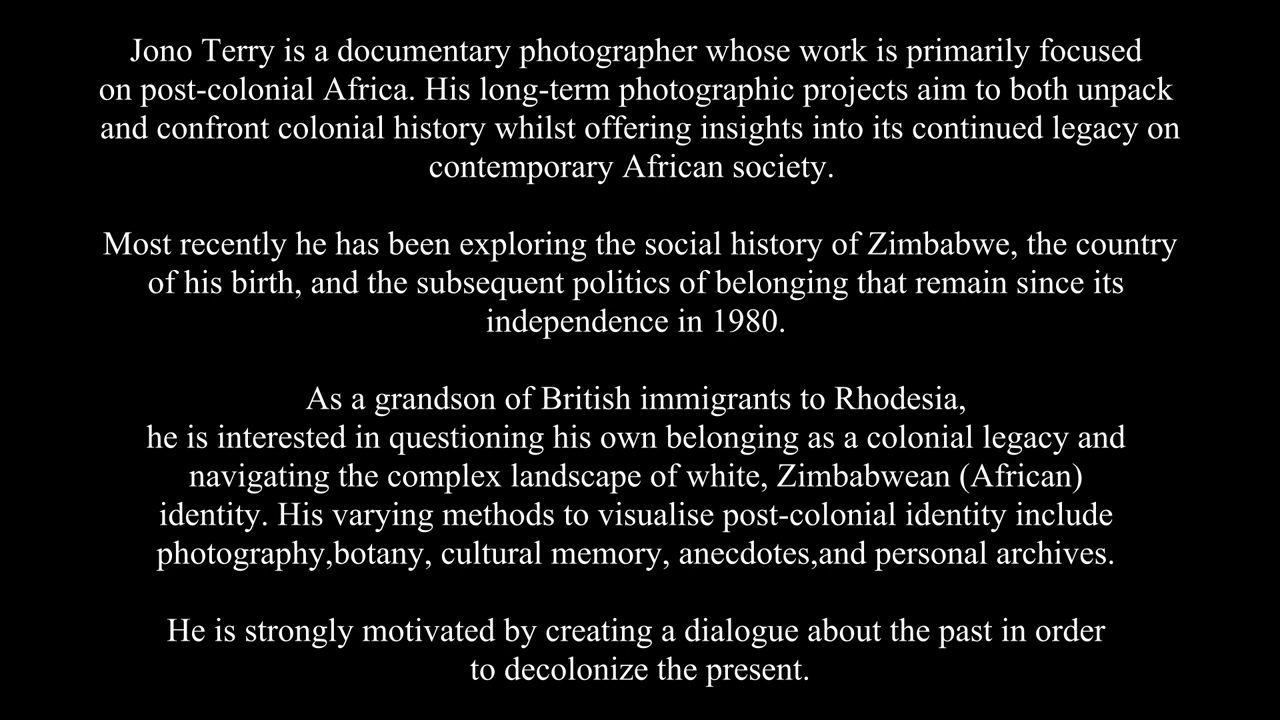 Jono Terry is a documentary photographer whose work is primarily focused
on post-colonial Africa. His long-term photographic projects aim to both unpack
and confront colonial history whilst offering insights into its continued legacy on
contemporary African society.
Most recently he has been exploring the social history of Zimbabwe, the country
of his birth, and the subsequent politics of belonging that remain since its
independence in 1980.
As a grandson of British immigrants to Rhodesia,
he is interested in questioning his own belonging as a colonial legacy and
navigating the complex landscape of white, Zimbabwean (African)
identity. His varying methods to visualise post-colonial identity include
photography,botany, cultural memory, anecdotes,and personal archives.
He is strongly motivated by creating a dialogue about the past in order
to decolonize the present.